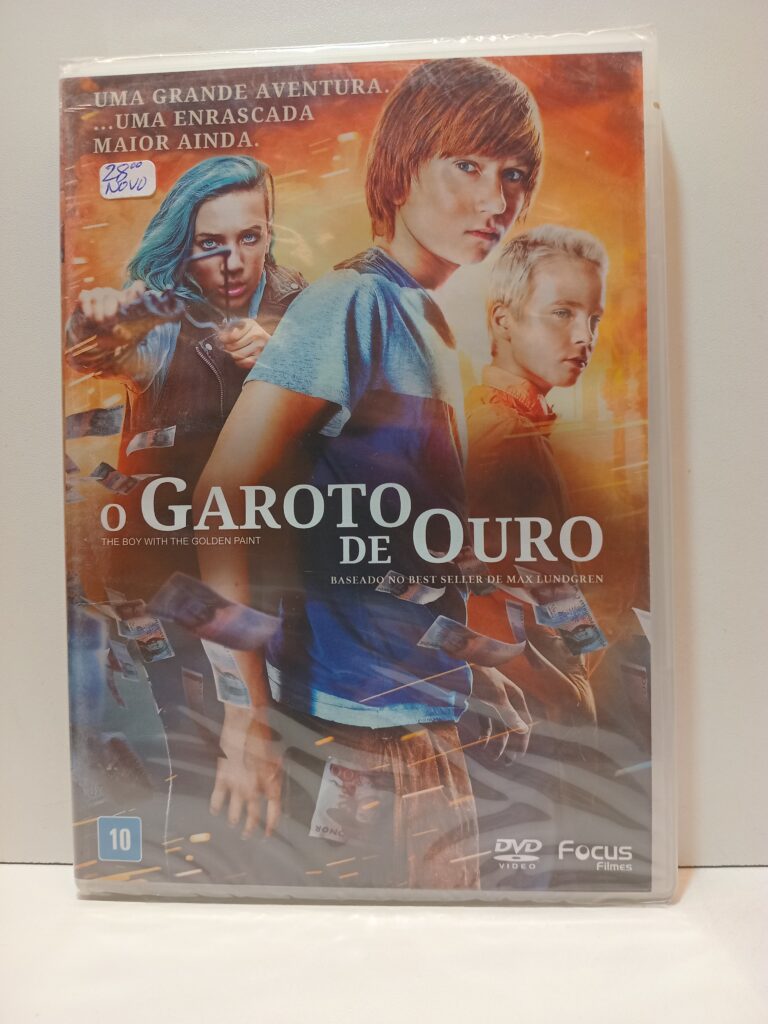 UMA GRANDE AVENTURA.
...UMA ENRASCADA
MAIOR AINDA.
28,00
NOVO
O GAROTO
DE OURO
THE BOY WITH THE GOLDEN PAINT
BASEADO NO BEST SELLER DE MAX LUNDGREN
10
DVD
VIDEO
Focus
Filmes